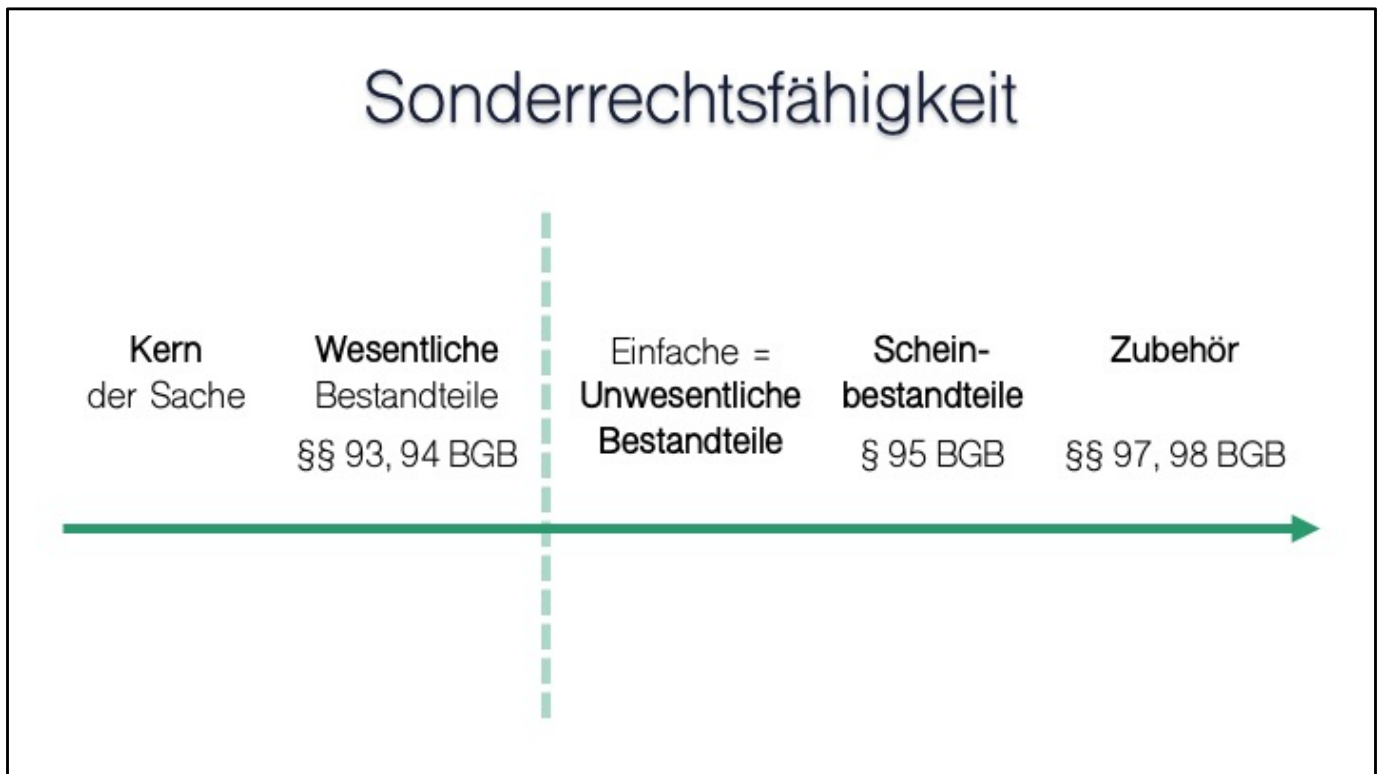 Sonderrechtsfähigkeit
Kern
der Sache
Wesentliche
Bestandteile
§§ 93, 94 BGB
Einfache =
Unwesentliche
Bestandteile
Schein-
bestandteile
§ 95 BGB
Zubehör
§§ 97, 98 BGB